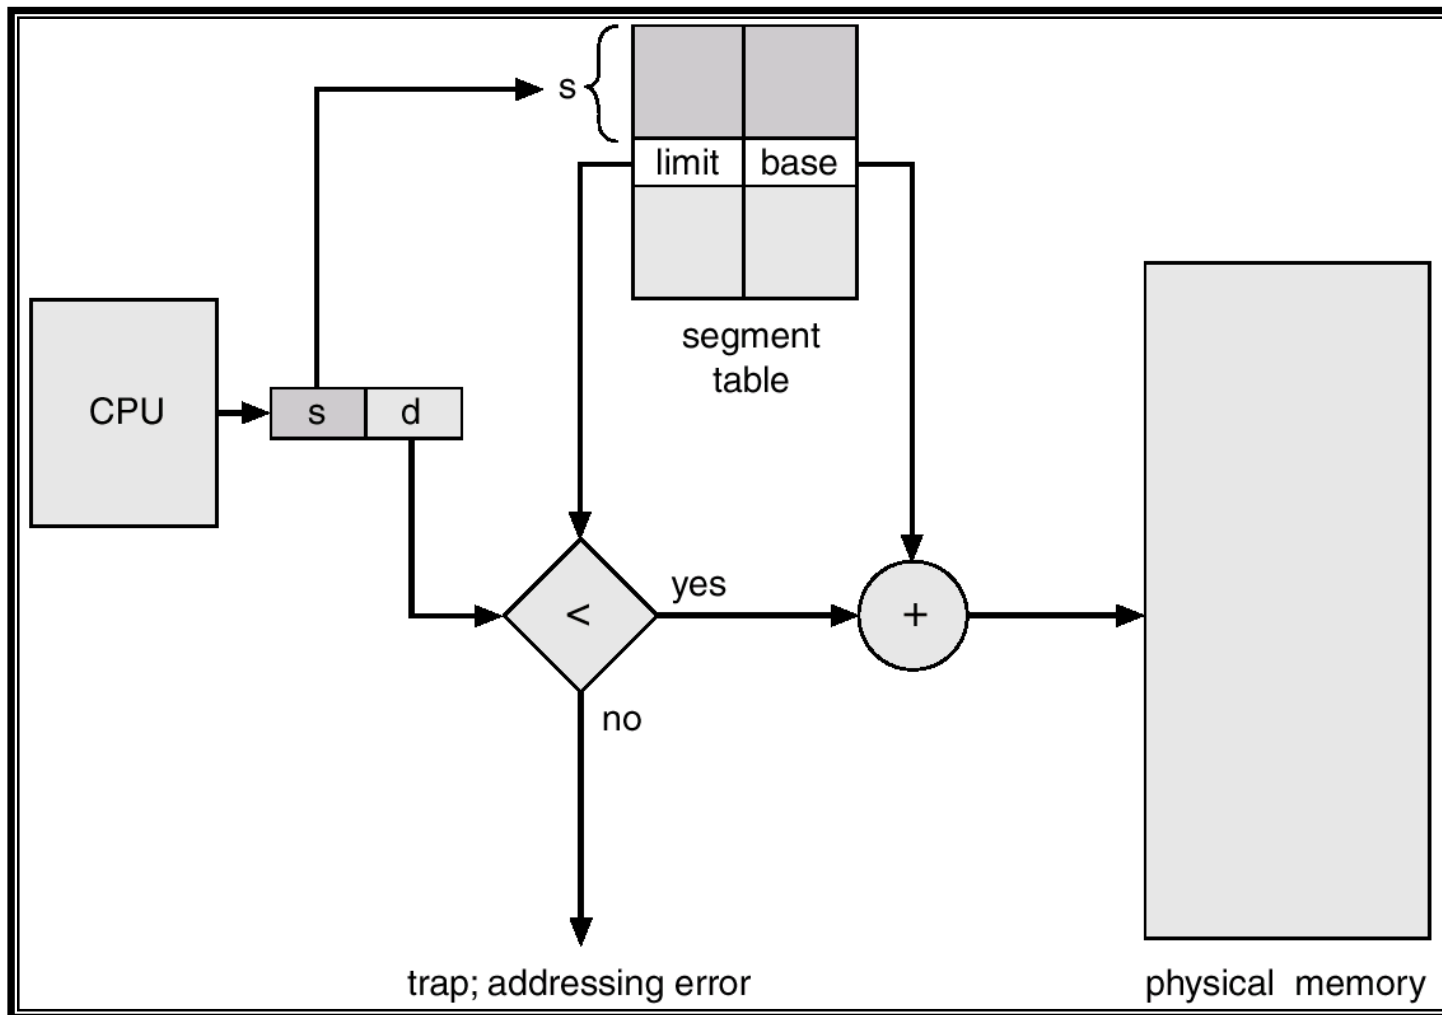 s
limit base
segment
table
CPU
s d
yes
< +
no
trap; addressing error
physical memory